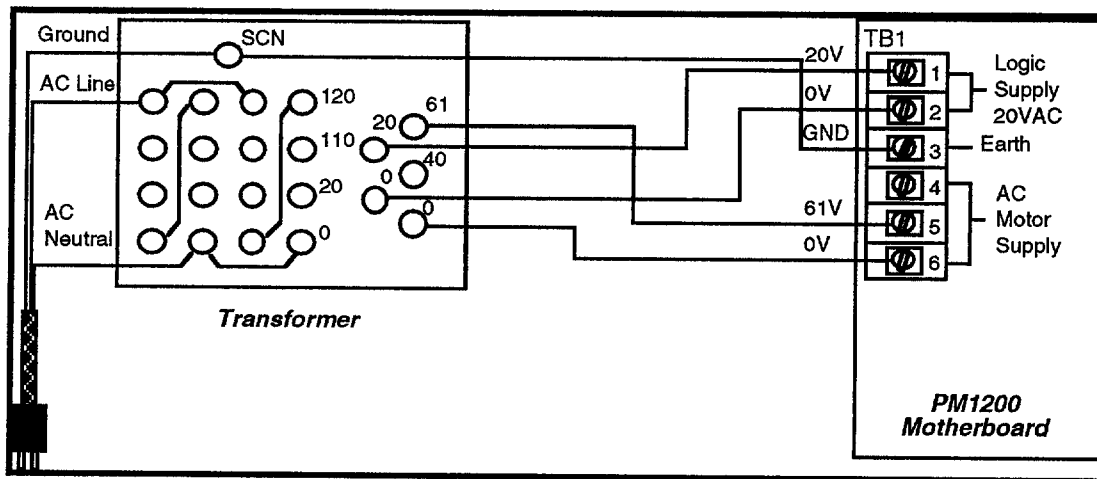 Ground
SCN
TB1
20V
1
Logic
Supply
20VAC
AC Line
120
61
0V
2
20
110
GND
3
Earth
40
4
20
0
61V
5
AC
Motor
Supply
AC
Neutral
0
0
0V
6
Transformer
PM1200
Motherboard